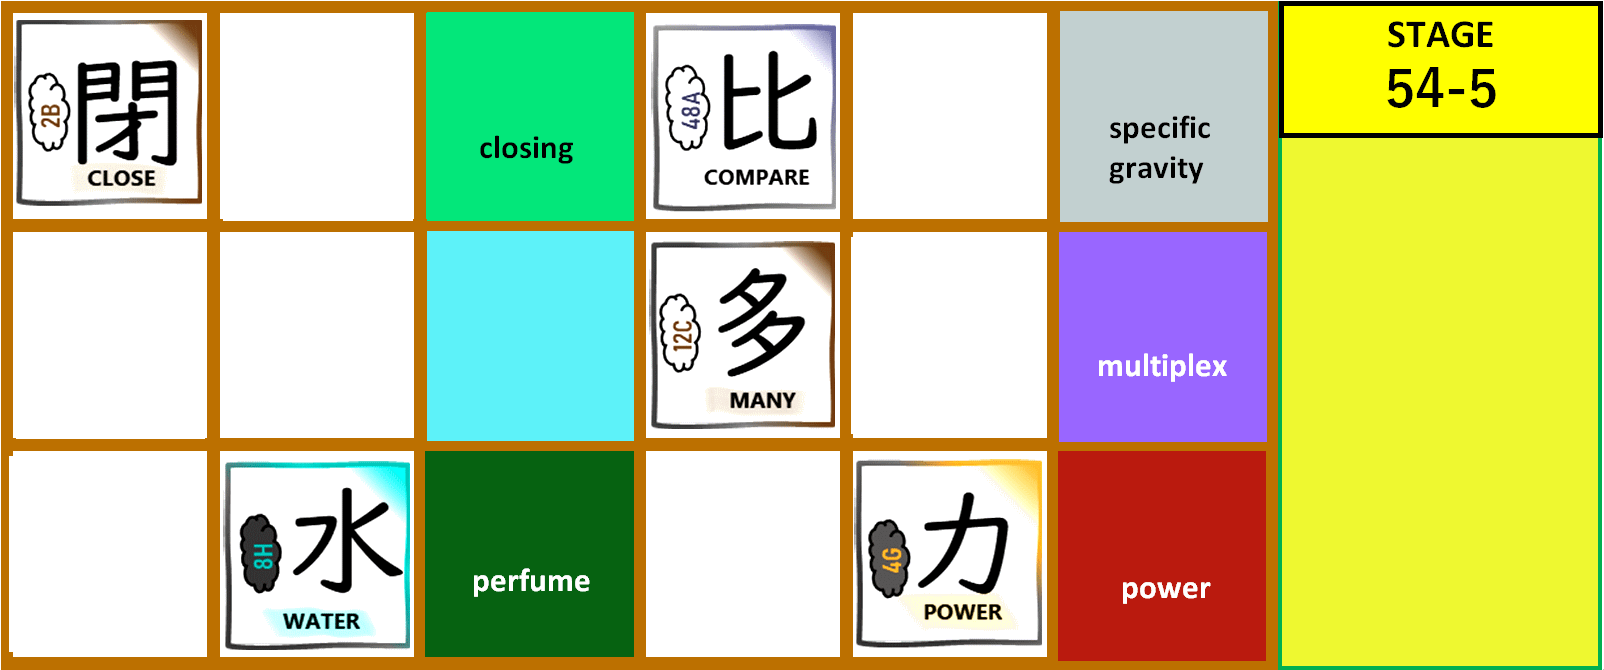 2B
閉
CLOSE
closing
48A
比
COMPARE
specific
gravity
STAGE
54-5
12C
多
MANY
multiplex
8H
水
WATER
perfume
4G
力
POWER
power